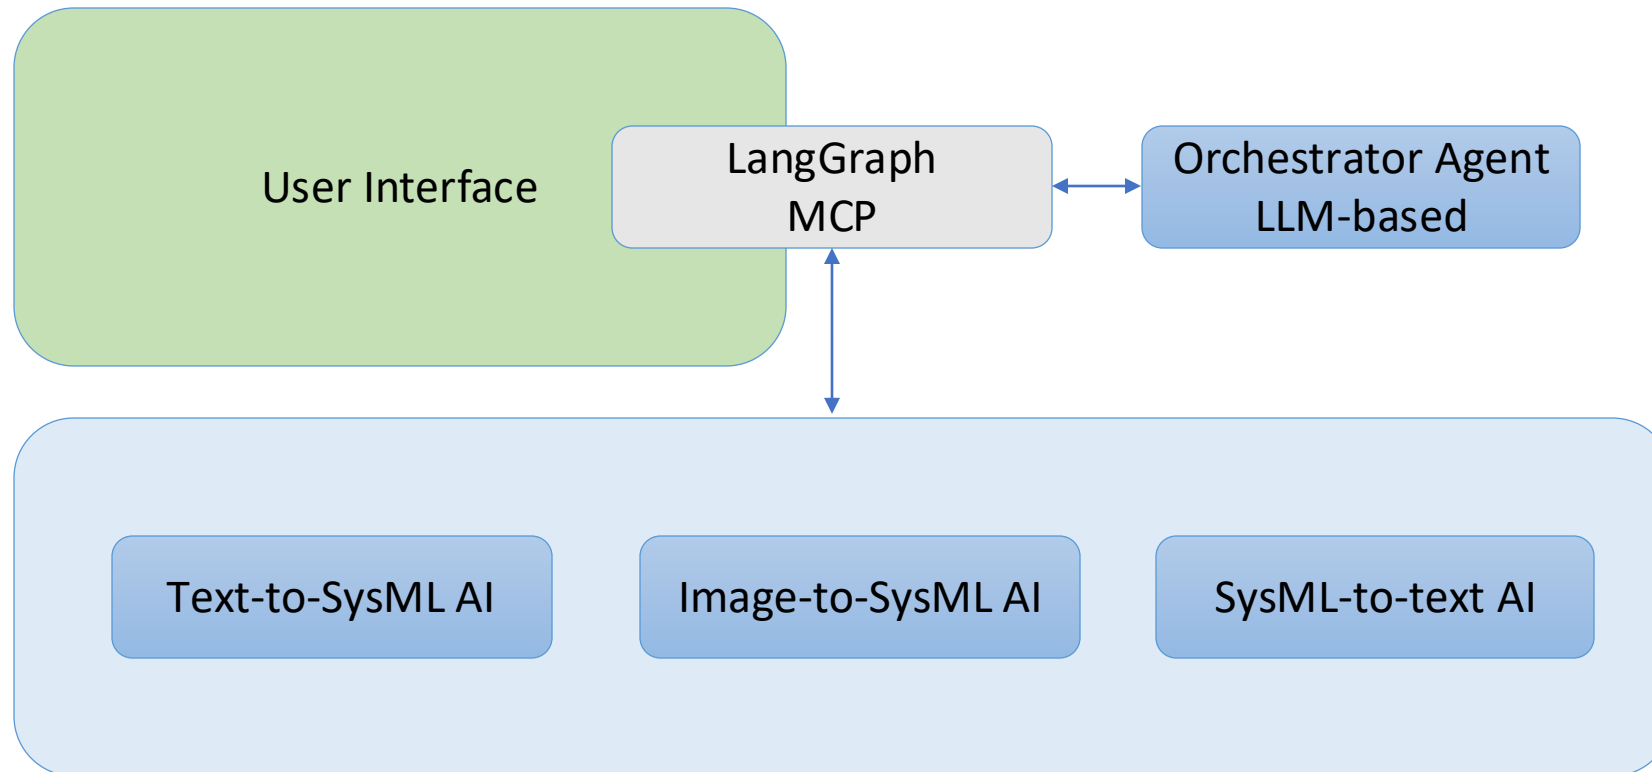 User Interface
LangGraph
MCP
Orchestrator Agent
LLM-based
Text-to-SysML AI
Image-to-SysML AI
SysML-to-text AI